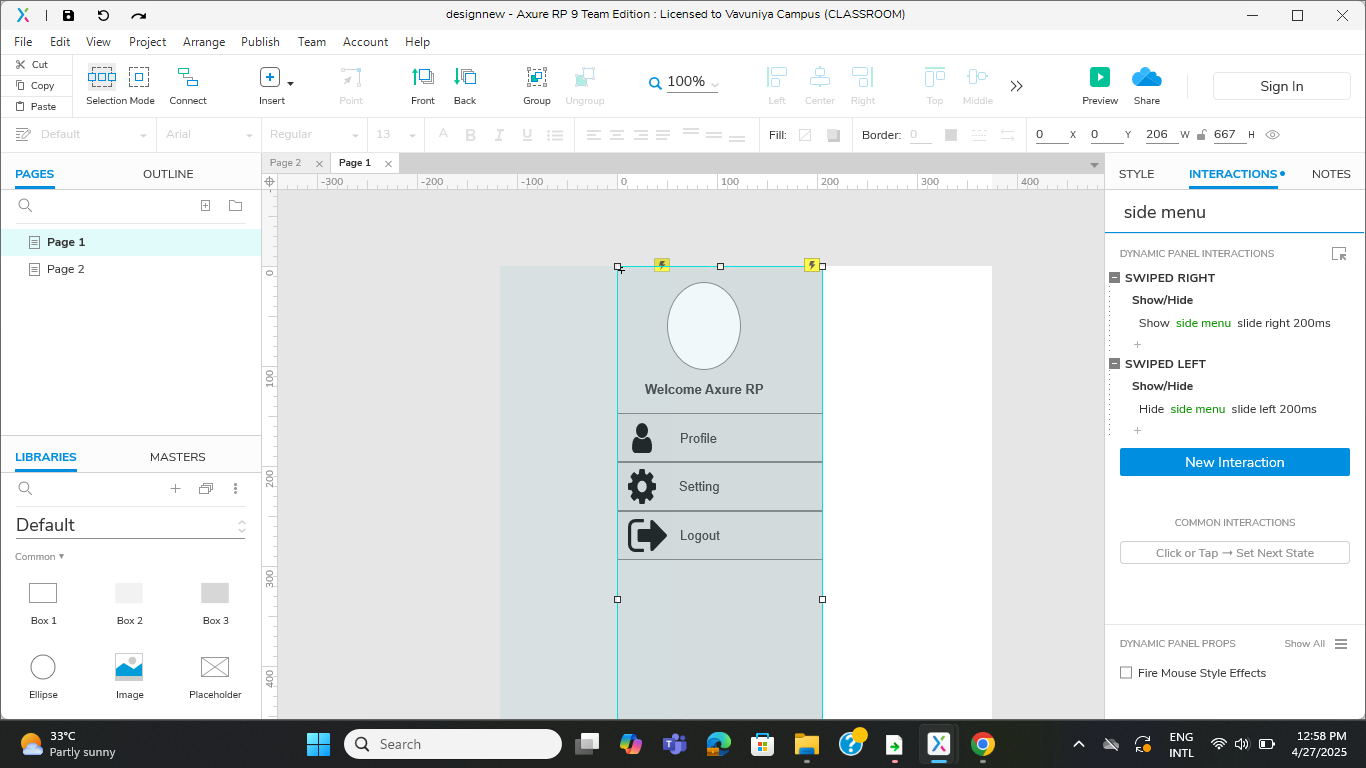 designnew - Axure RP 9 Team Edition : Licensed to Vavuniya Campus (CLASSROOM)
File Edit View Project Arrange Publish Team Account Help
Cut
Copy
Paste
Selection Mode Connect Insert Point Front Back Group Ungroup 100% Left Center Right Top Middle Preview Share Sign In
Default Arial Regular 13 Fill: Border: 0 0 X 0 Y 206 W 667 H
PAGES OUTLINE
Page 1
Page 2
LIBRARIES MASTERS
Default
Common
Box 1 Box 2 Box 3
Ellipse Image Placeholder
Page 2 Page 1
-300 -200 -100 0 100 200 300 400
0
100
200
300
400
Welcome Axure RP
Profile
Setting
Logout
STYLE INTERACTIONS NOTES
side menu
DYNAMIC PANEL INTERACTIONS
SWIPED RIGHT
Show/Hide
Show side menu slide right 200ms
SWIPED LEFT
Show/Hide
Hide side menu slide left 200ms
New Interaction
COMMON INTERACTIONS
Click or Tap → Set Next State
DYNAMIC PANEL PROPS Show All
Fire Mouse Style Effects
33°C
Partly sunny
Search
ENG
INTL
12:58 PM
4/27/2025